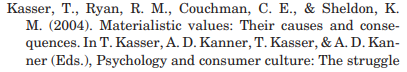 Kasser, T., Ryan, R. M., Couchman, C. E., & Sheldon, K.
M. (2004). Materialistic values: Their causes and conse-
quences. In T. Kasser, A. D. Kanner, T. Kasser, & A. D. Kan-
ner (Eds.), Psychology and consumer culture: The struggle